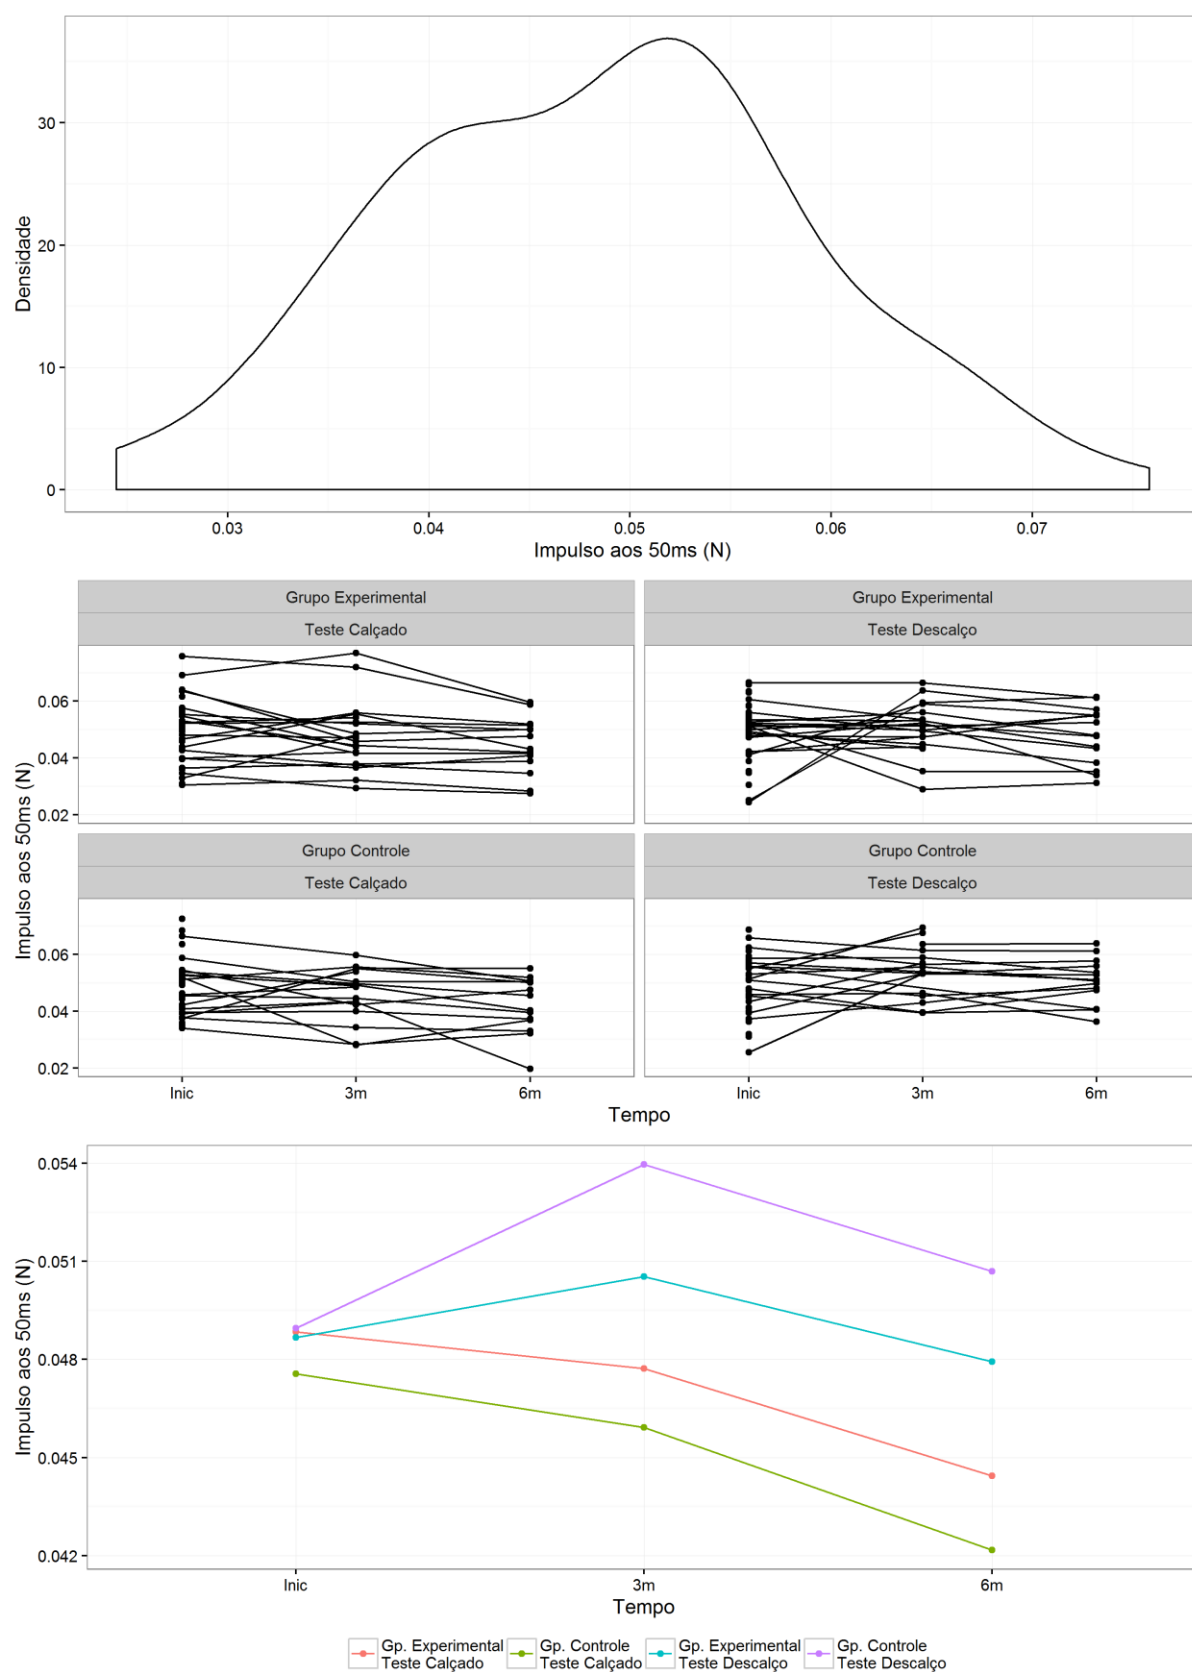 Densidade
30
20
10
0
0.03 0.04 0.05 0.06 0.07
Impulso aos 50ms (N)
Impulso aos 50ms (N)
Grupo Experimental Grupo Experimental
Teste Calçado Teste Descalço
0.06
0.04
0.02
Grupo Controle Grupo Controle
Teste Calçado Teste Descalço
0.06
0.04
0.02
Inic 3m 6m Inic 3m 6m
Tempo
Impulso aos 50ms (N)
0.054
0.051
0.048
0.045
0.042
Inic 3m 6m
Tempo
Gp. Experimental Gp. Controle Gp. Experimental Gp. Controle
Teste Calçado Teste Calçado Teste Descalço Teste Descalço